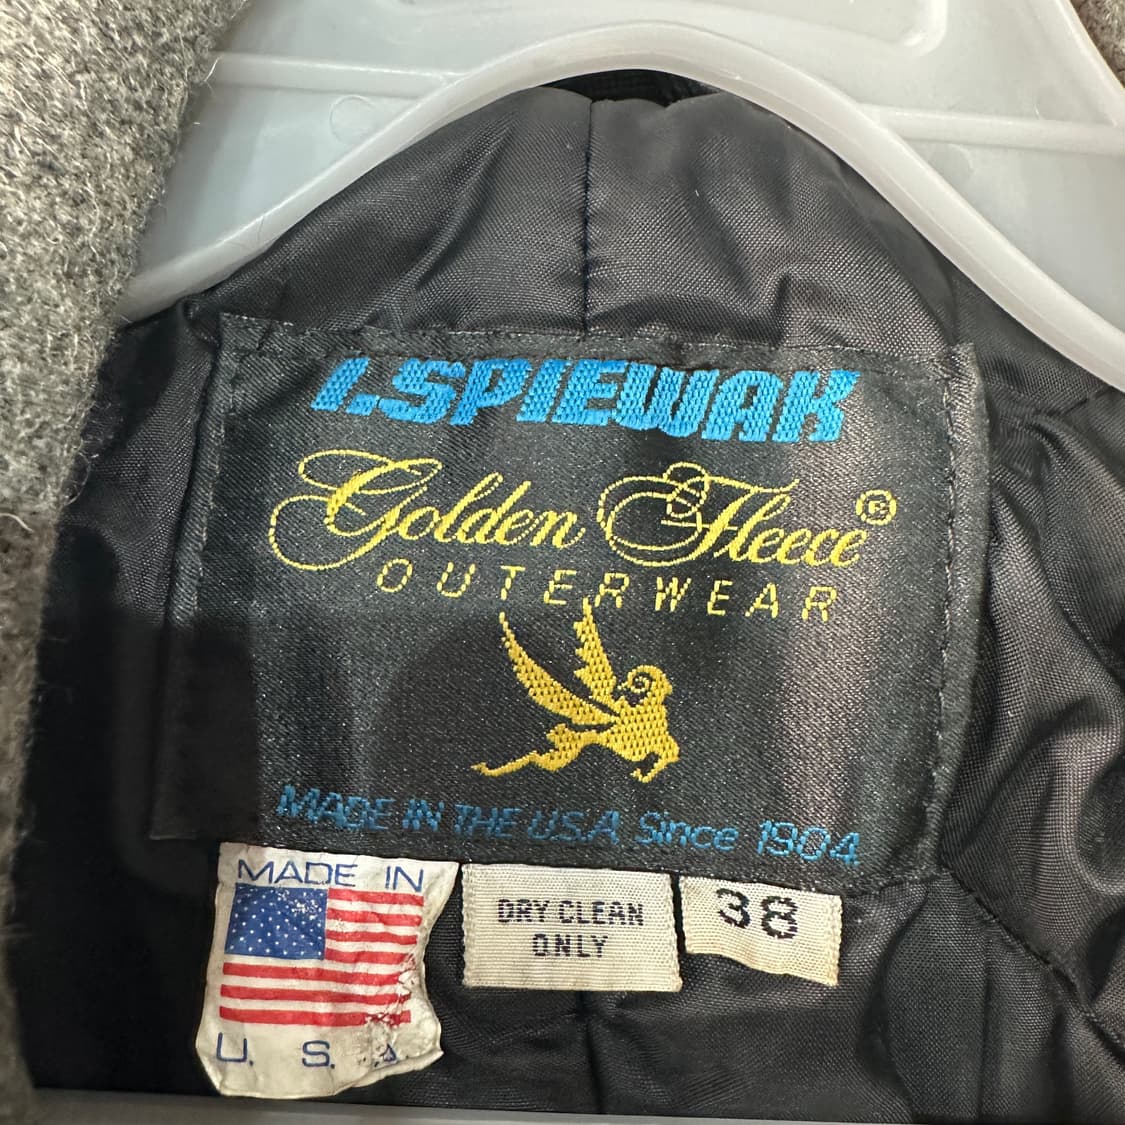 I.SPIEWAK
Golden Fleece®
OUTERWEAR
MADE IN THE U.S.A. Since 1904
MADE IN
U. S. A.
DRY CLEAN
ONLY
38